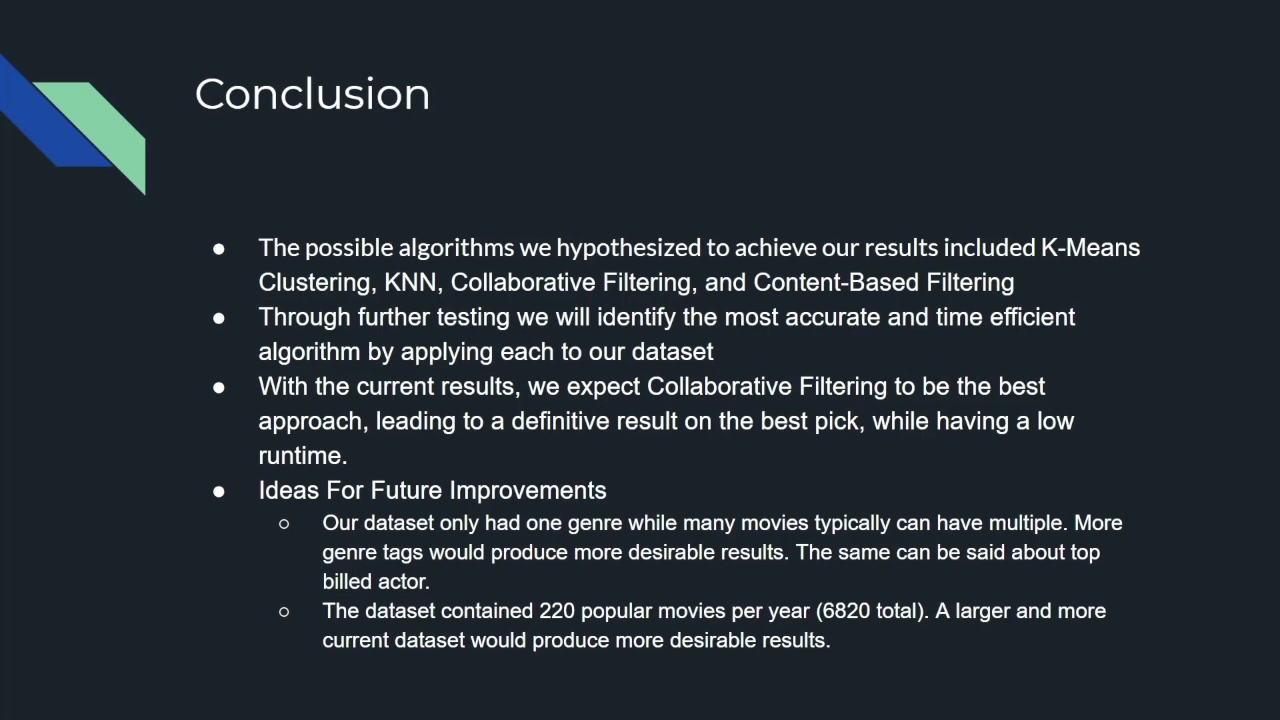 Conclusion
● The possible algorithms we hypothesized to achieve our results included K-Means
Clustering, KNN, Collaborative Filtering, and Content-Based Filtering
● Through further testing we will identify the most accurate and time efficient
algorithm by applying each to our dataset
● With the current results, we expect Collaborative Filtering to be the best
approach, leading to a definitive result on the best pick, while having a low
runtime.
● Ideas For Future Improvements
○ Our dataset only had one genre while many movies typically can have multiple. More
genre tags would produce more desirable results. The same can be said about top
billed actor.
○ The dataset contained 220 popular movies per year (6820 total). A larger and more
current dataset would produce more desirable results.